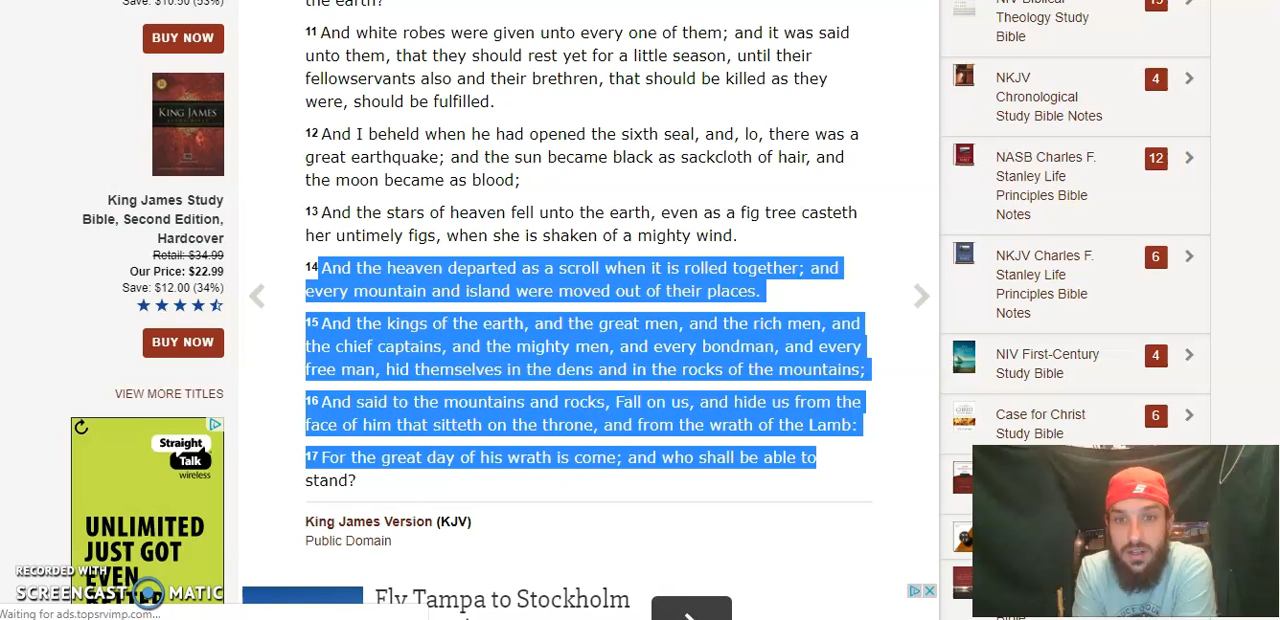 Save: $10.50 (53%)
BUY NOW
KING JAMES
King James Study
Bible, Second Edition,
Hardcover
Retail: $34.99
Our Price: $22.99
Save: $12.00 (34%)
BUY NOW
VIEW MORE TITLES
Straight
Talk
wireless
UNLIMITED
JUST GOT
EVEN
RECORDED WITH
SCREENCAST MATIC
Waiting for ads.topsrvimp.com...
the earth?
11 And white robes were given unto every one of them; and it was said
unto them, that they should rest yet for a little season, until their
fellowservants also and their brethren, that should be killed as they
were, should be fulfilled.
12 And I beheld when he had opened the sixth seal, and, lo, there was a
great earthquake; and the sun became black as sackcloth of hair, and
the moon became as blood;
13 And the stars of heaven fell unto the earth, even as a fig tree casteth
her untimely figs, when she is shaken of a mighty wind.
14 And the heaven departed as a scroll when it is rolled together; and
every mountain and island were moved out of their places.
15 And the kings of the earth, and the great men, and the rich men, and
the chief captains, and the mighty men, and every bondman, and every
free man, hid themselves in the dens and in the rocks of the mountains;
16 And said to the mountains and rocks, Fall on us, and hide us from the
face of him that sitteth on the throne, and from the wrath of the Lamb:
17 For the great day of his wrath is come; and who shall be able to
stand?
King James Version (KJV)
Public Domain
Fly Tampa to Stockholm
NIV Biblical
Theology Study
Bible
15
NKJV
Chronological
Study Bible Notes
4
NASB Charles F.
Stanley Life
Principles Bible
Notes
12
NKJV Charles F.
Stanley Life
Principles Bible
Notes
6
NIV First-Century
Study Bible
4
Case for Christ
Study Bible
6